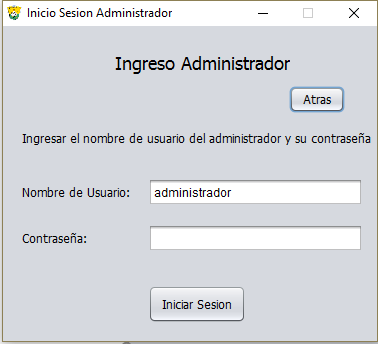 Inicio Sesion Administrador
Ingreso Administrador
Atras
Ingresar el nombre de usuario del administrador y su contraseña
Nombre de Usuario: administrador
Contraseña:
Iniciar Sesion